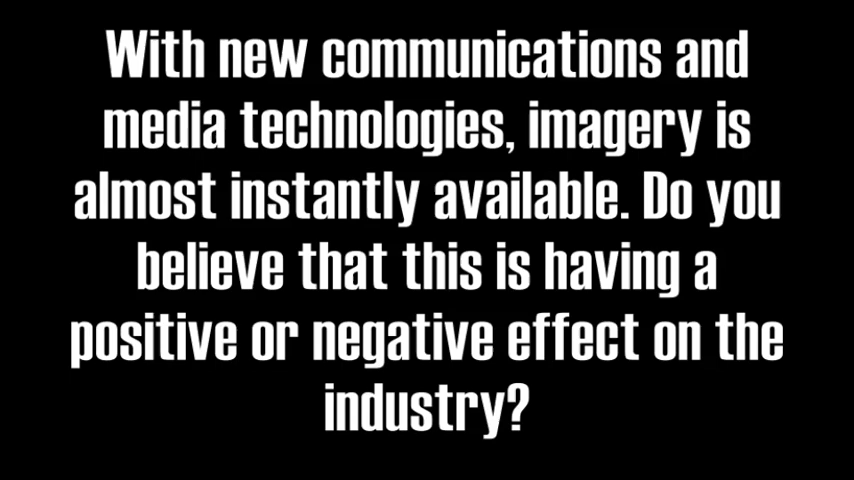 With new communications and
media technologies, imagery is
almost instantly available. Do you
believe that this is having a
positive or negative effect on the
industry?